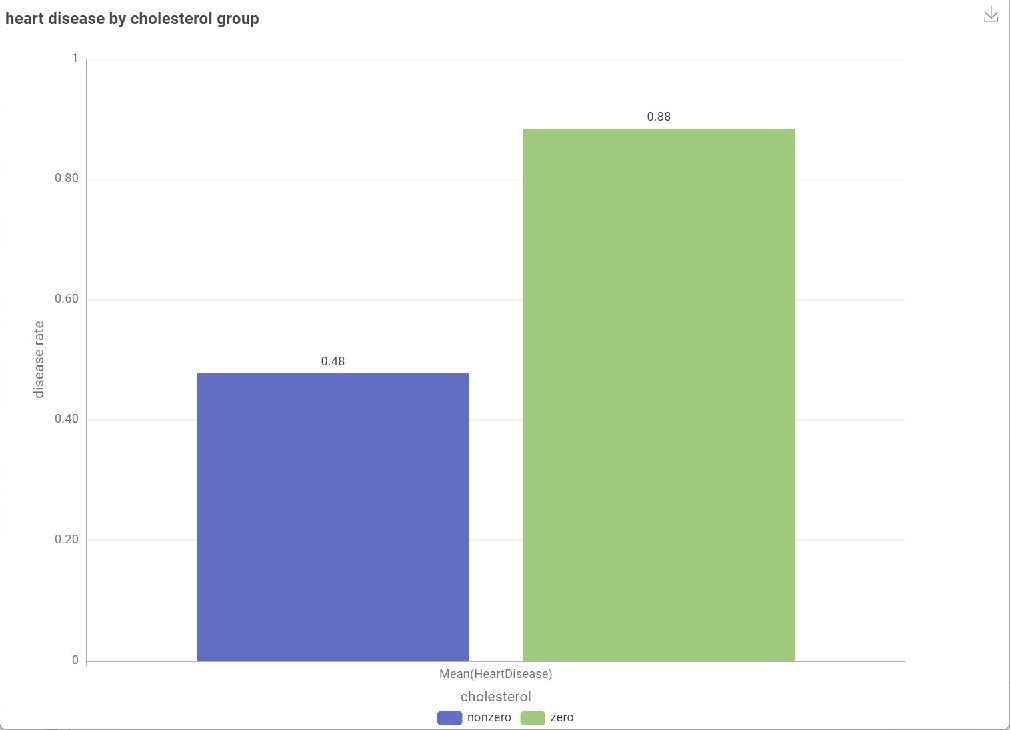 heart disease by cholesterol group
1
0.88
0.80
0.60
disease rate
0.48
0.40
0.20
0
Mean(HeartDisease)
cholesterol
nonzero zero